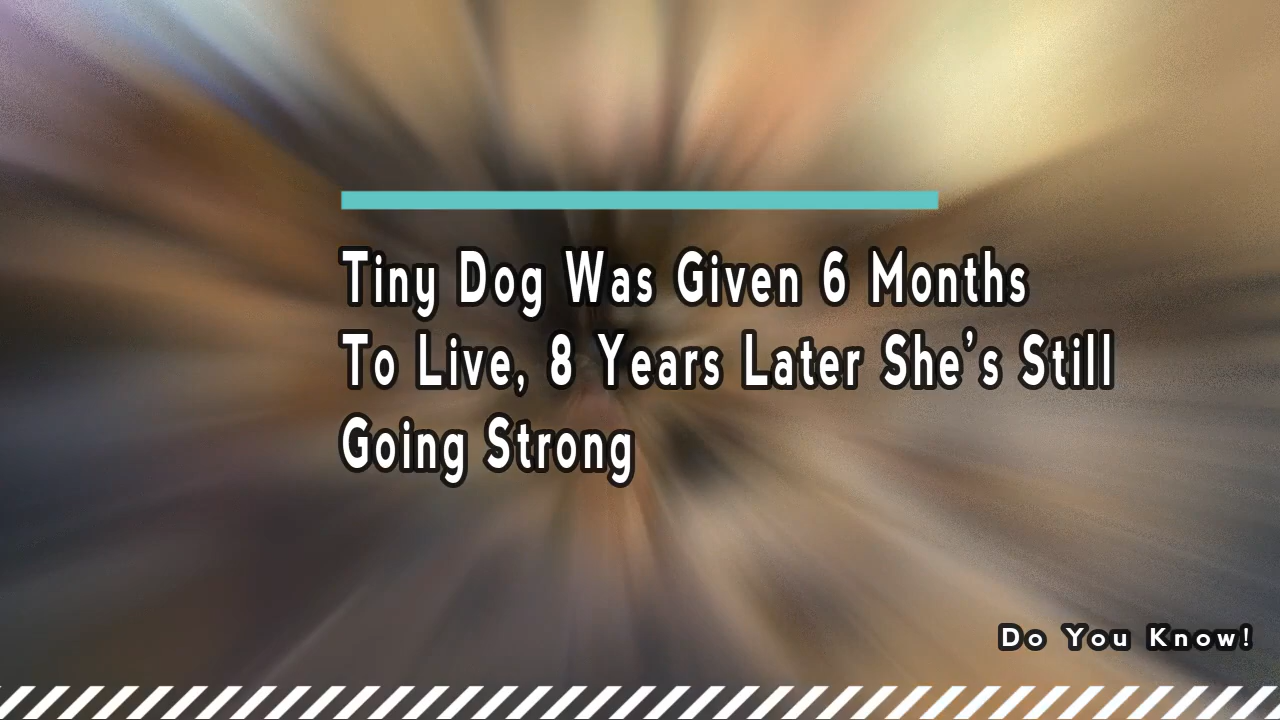 Tiny Dog Was Given 6 Months
To Live, 8 Years Later She’s Still
Going Strong
Do You Know!